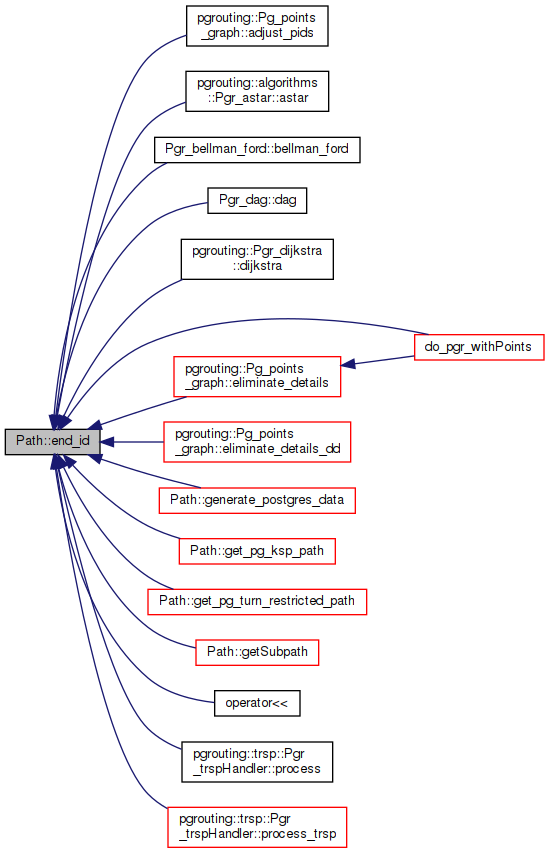 pgrouting::Pg_points
_graph::adjust_pids
pgrouting::algorithms
::Pgr_astar::astar
Pgr_bellman_ford::bellman_ford
Pgr_dag::dag
pgrouting::Pgr_dijkstra
::dijkstra
do_pgr_withPoints
pgrouting::Pg_points
_graph::eliminate_details
Path::end_id
pgrouting::Pg_points
_graph::eliminate_details_dd
Path::generate_postgres_data
Path::get_pg_ksp_path
Path::get_pg_turn_restricted_path
Path::getSubpath
operator<<
pgrouting::trsp::Pgr
_trspHandler::process
pgrouting::trsp::Pgr
_trspHandler::process_trsp